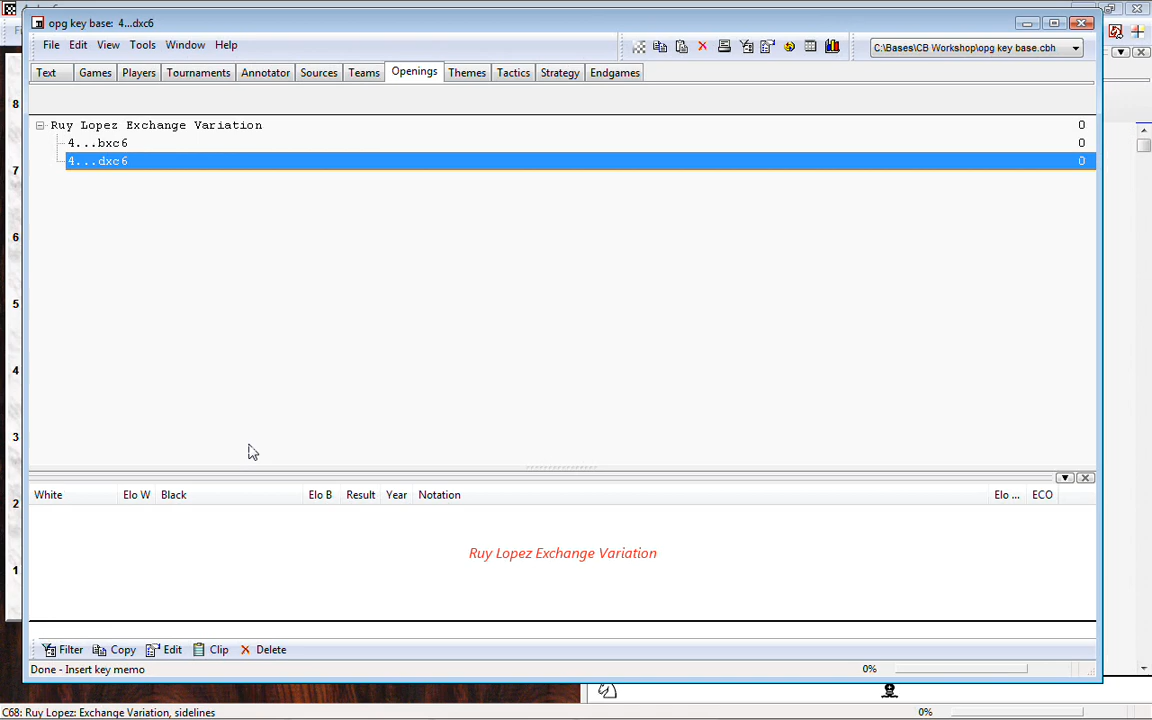 opg key base: 4...dxc6
File Edit View Tools Window Help
C:\Bases\CB Workshop\opg key base.cbh
Text Games Players Tournaments Annotator Sources Teams Openings Themes Tactics Strategy Endgames
8
Ruy Lopez Exchange Variation 0
4...bxc6 0
4...dxc6 0
7
6
5
4
3
2
1
White Elo W Black Elo B Result Year Notation Elo ... ECO
Ruy Lopez Exchange Variation
Filter Copy Edit Clip Delete
Done - Insert key memo 0%
C68: Ruy Lopez: Exchange Variation, sidelines 0%